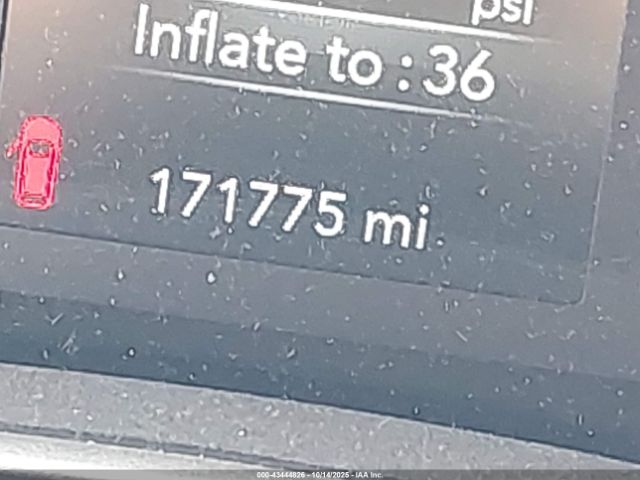 psi
Inflate to : 36
171775 mi
000-43444826 - 10/14/2025 - IAA Inc.